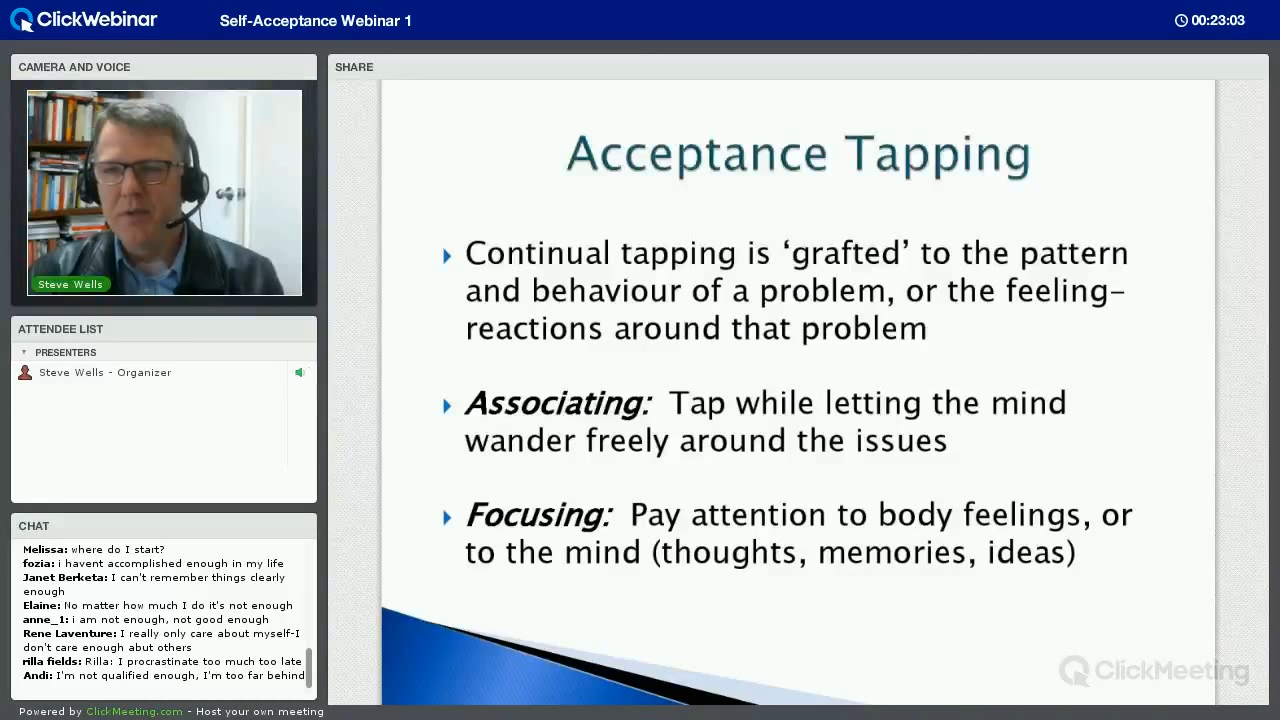 ClickWebinar
Self-Acceptance Webinar 1
00:23:03
CAMERA AND VOICE
Steve Wells
ATTENDEE LIST
PRESENTERS
Steve Wells - Organizer
CHAT
Melissa: where do I start?
fozia: i havent accomplished enough inmy life
Janet Berketa: I can't remember things clearly
enough
Elaine: No matter how much I do it's not enough
anne_1: i am not enough, not good enough
Rene Laventure: I really only care about myself-I
don't care enough abut others
rilla fields: Rilla: I procrastinate too much too late
Andi: I'm not qualified enough, I'm too far behind
SHARE
Acceptance Tapping
Continual tapping is ‘grafted’ to the pattern
and behaviour of a problem, or the feeling-
reactions around that problem
Associating: Tap while letting the mind
wander freely around the issues
Focusing: Pay attention to body feelings, or
to the mind (thoughts, memories, ideas)
ClickMeeting
Powered by ClickMeeting.com - Host your own meeting